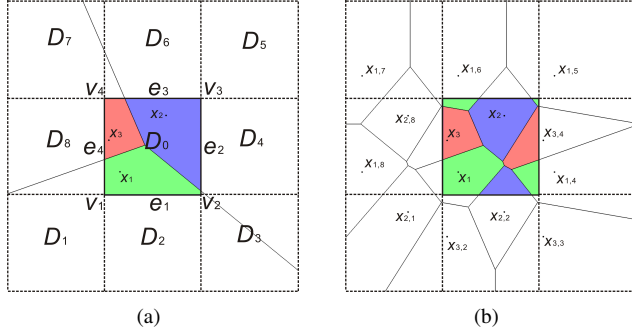 D7 D6 D5
v4 e3 v3
x2
D8 e4 x3 D0 e2 D4
x1
v1 e1 v2
D1 D2 D3
(a)
x1,7 x1,6 x1,5
x2,8 x2
x3 x3,4
x1,8 x1 x1,4
x2,1 x2,2
x3,2 x3,3
(b)